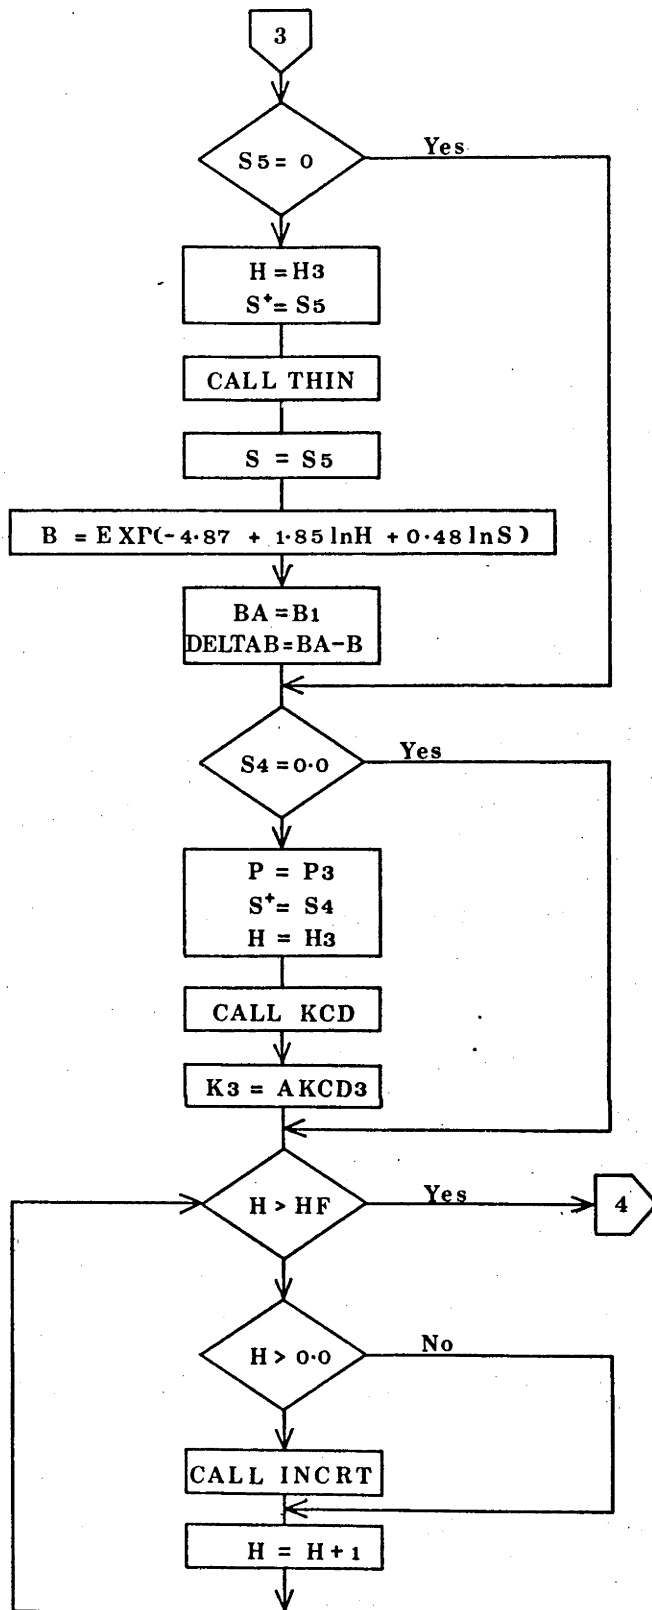 3
S5 = 0
Yes
H = H3
S⁺ = S5
CALL THIN
S = S5
B = EXP(-4·87 + 1·85 lnH + 0·48 lnS)
BA = B1
DELTAB = BA-B
S4 = 0·0
Yes
P = P3
S⁺ = S4
H = H3
CALL KCD
K3 = AKCD3
H > HF
Yes
4
H > 0·0
No
CALL INCRT
H = H+1